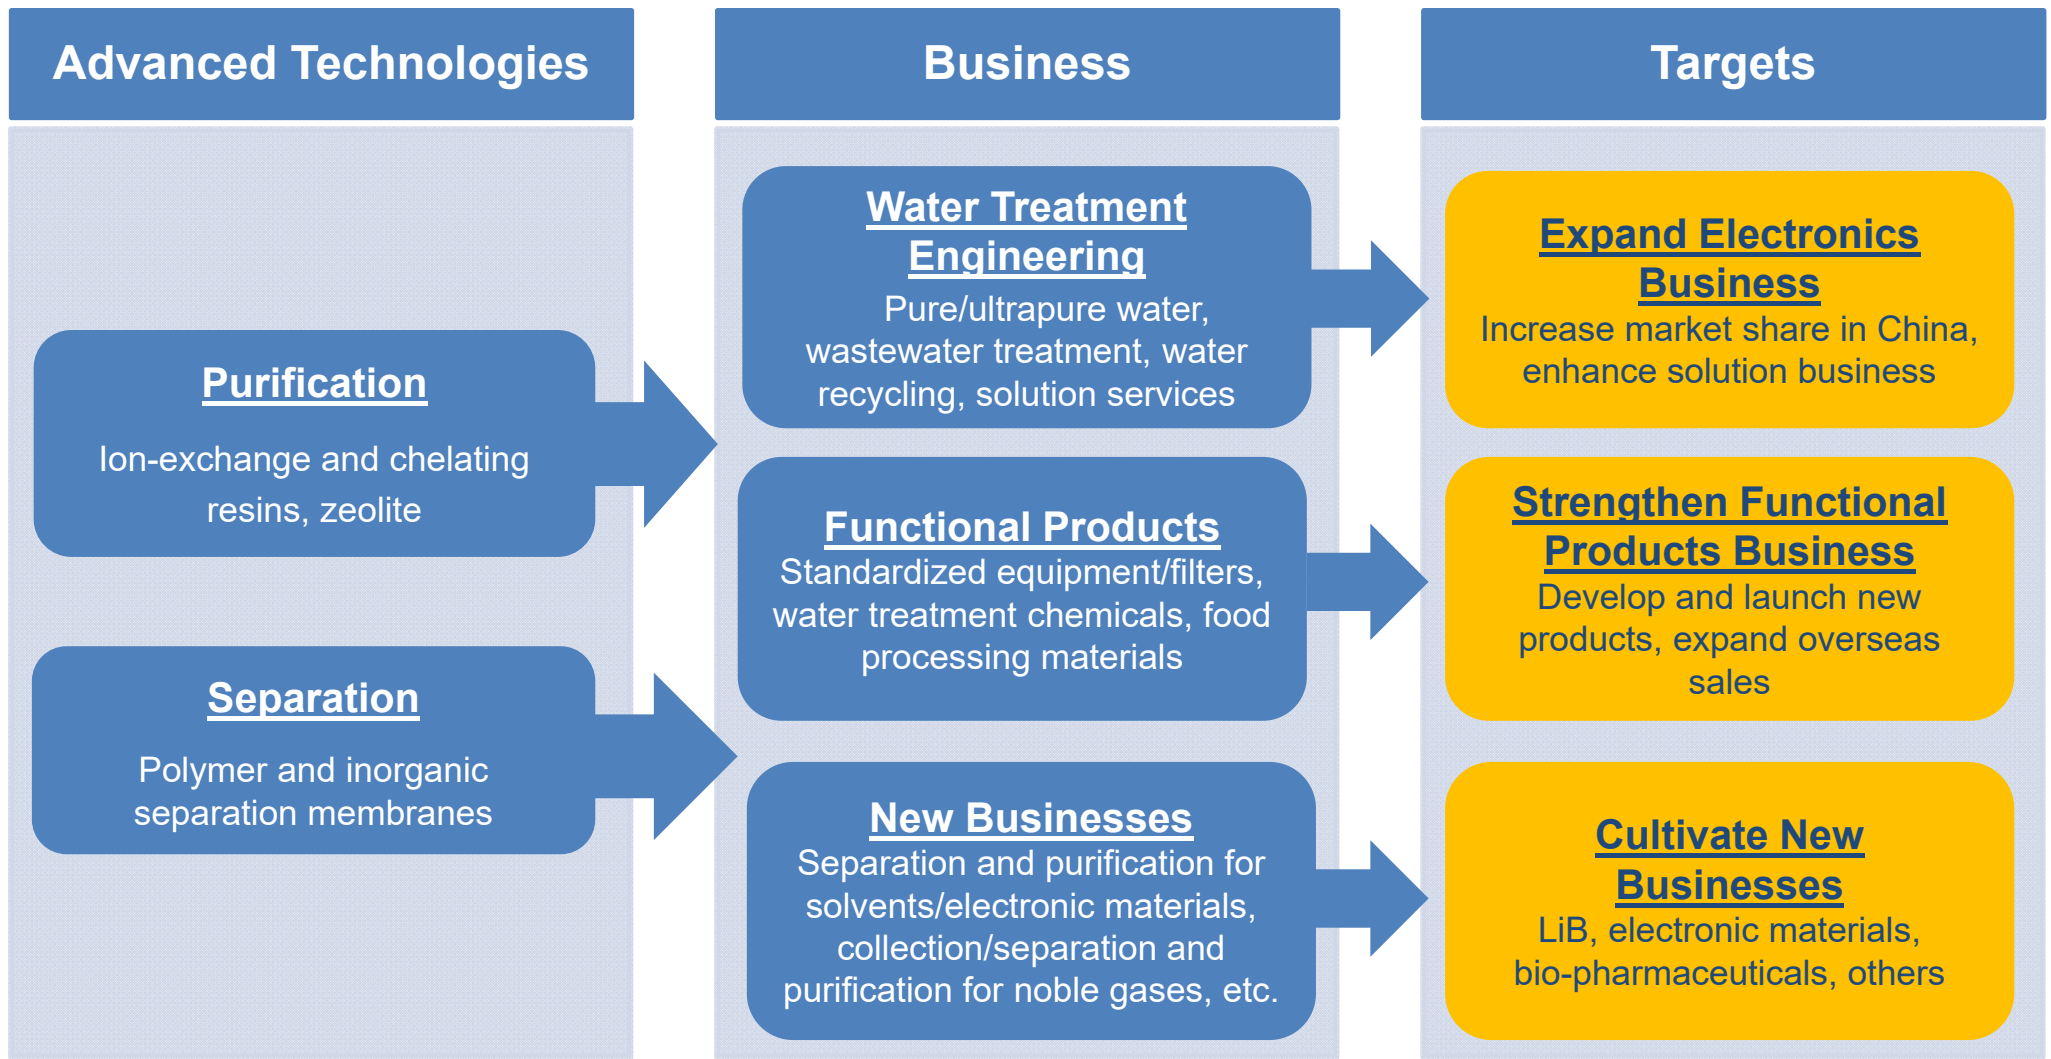 Advanced Technologies
Purification
Ion-exchange and chelating
resins, zeolite
Separation
Polymer and inorganic
separation membranes
Business
Water Treatment
Engineering
Pure/ultrapure water,
wastewater treatment, water
recycling, solution services
Functional Products
Standardized equipment/filters,
water treatment chemicals, food
processing materials
New Businesses
Separation and purification for
solvents/electronic materials,
collection/separation and
purification for noble gases, etc.
Targets
Expand Electronics
Business
Increase market share in China,
enhance solution business
Strengthen Functional
Products Business
Develop and launch new
products, expand overseas
sales
Cultivate New
Businesses
LiB, electronic materials,
bio-pharmaceuticals, others